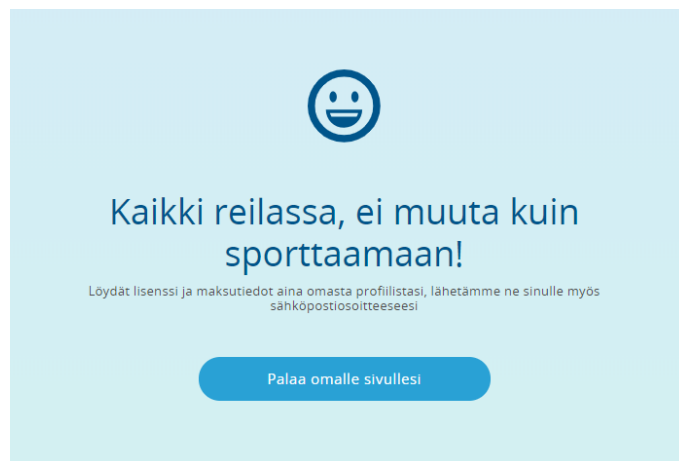 Kaikki reilassa, ei muuta kuin
sporttaamaan!
Löydät lisenssi ja maksutiedot aina omasta profiilistasi, lähetämme ne sinulle myös
sähköpostiosoitteeseesi
Palaa omalle sivullesi